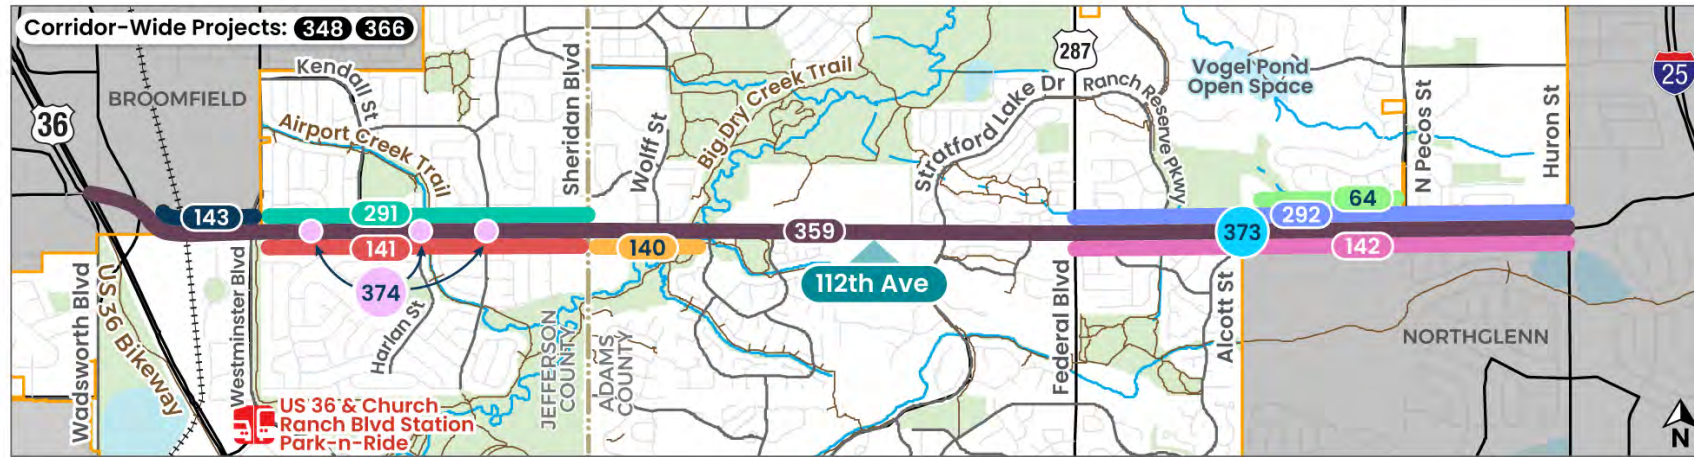 Corridor-Wide Projects: 348 366
36
BROOMFIELD
Kendall St
Airport Creek Trail
Sheridan Blvd
Wolff St
Big Dry Creek Trail
Stratford Lake Dr
287
Ranch Reserve Pkwy
Vogel Pond
Open Space
N Pecos St
Huron St
25
143
291
141
374
140
359
112th Ave
64
292
373
142
Wadsworth Blvd
US 36 Bikeway
Westminster Blvd
Harlan St
US 36 & Church
Ranch Blvd Station
Park-n-Ride
JEFFERSON
COUNTY
ADAMS
COUNTY
Federal Blvd
Alcott St
NORTHGLENN
N